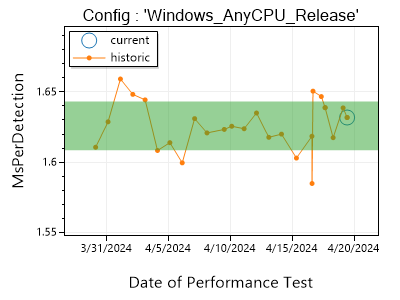 Config : 'Windows_AnyCPU_Release'
current
historic
MsPerDetection
1.65
1.6
1.55
3/31/2024 4/5/2024 4/10/2024 4/15/2024 4/20/2024
Date of Performance Test